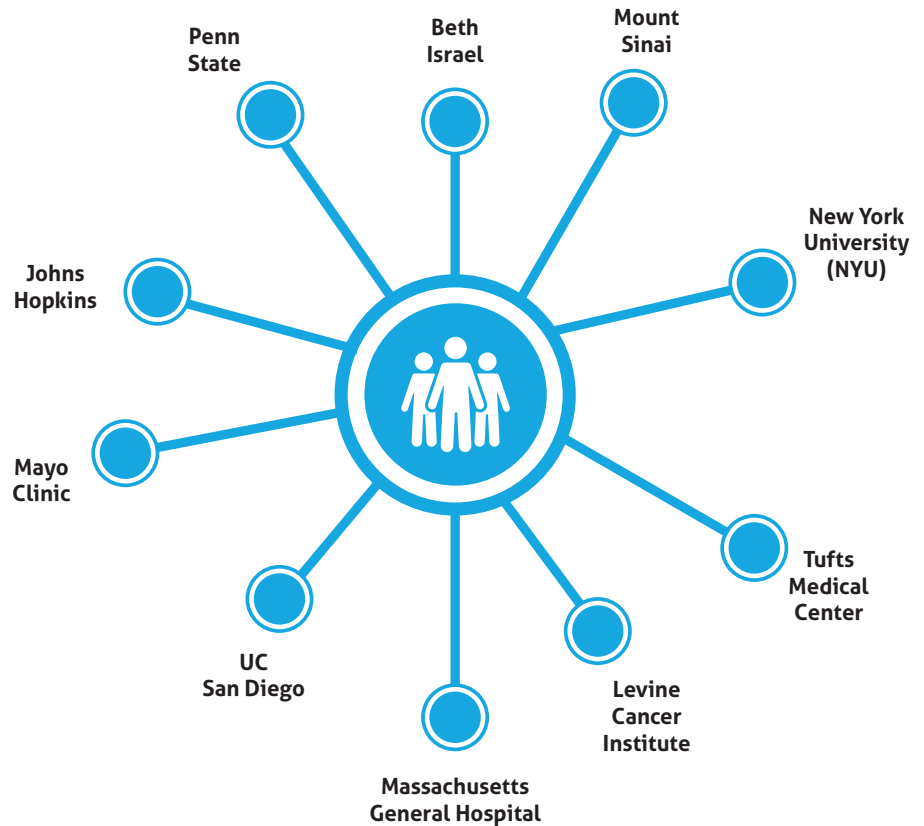 Penn
State
Beth
Israel
Mount
Sinai
New York
University
(NYU)
Johns
Hopkins
Mayo
Clinic
Tufts
Medical
Center
UC
San Diego
Levine
Cancer
Institute
Massachusetts
General Hospital